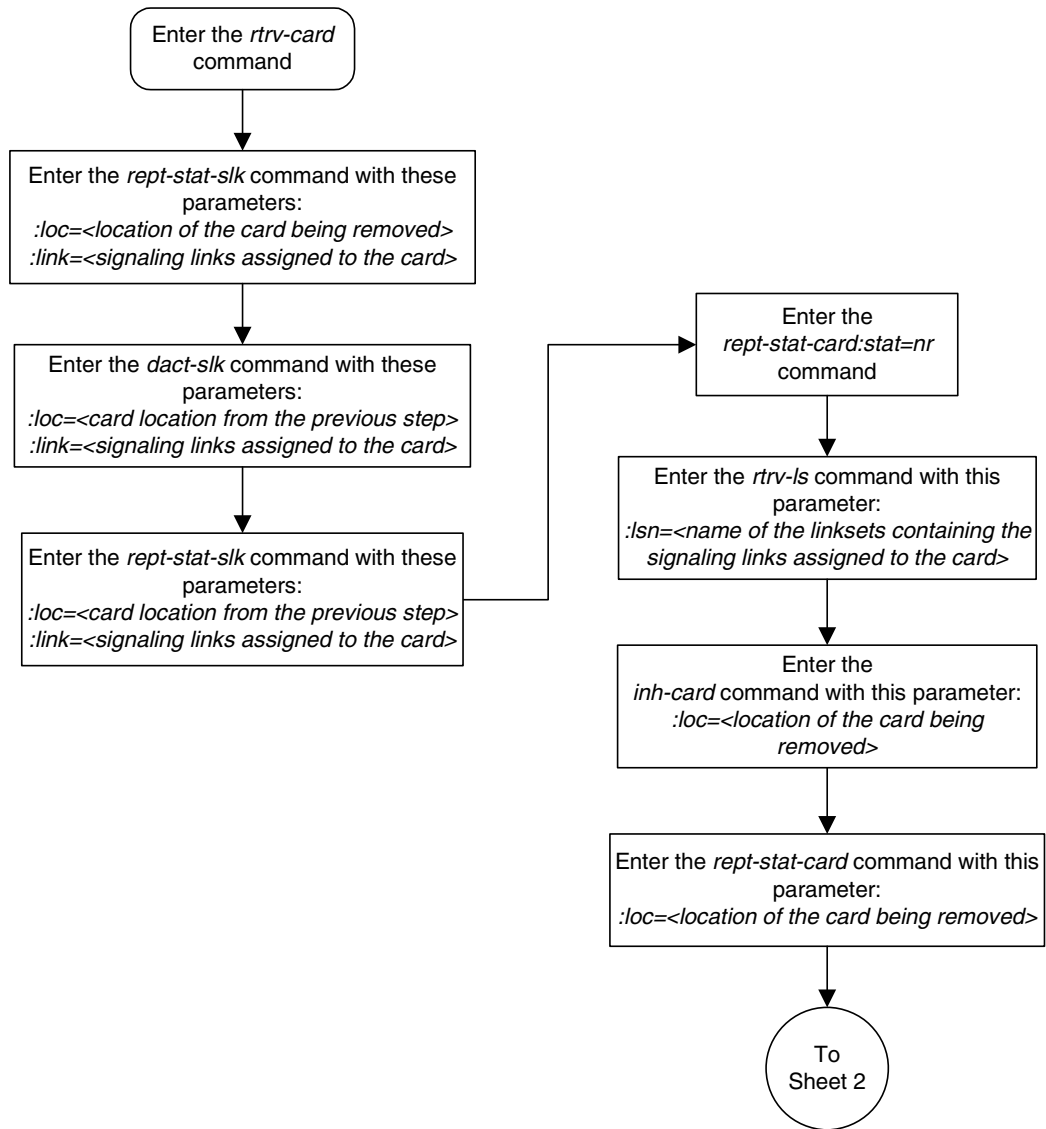 Enter the rtrv-card
command
Enter the rept-stat-slk command with these
parameters:
:loc=<location of the card being removed>
:link=<signaling links assigned to the card>
Enter the dact-slk command with these
parameters:
:loc=<card location from the previous step>
:link=<signaling links assigned to the card>
Enter the rept-stat-slk command with these
parameters:
:loc=<card location from the previous step>
:link=<signaling links assigned to the card>
Enter the
rept-stat-card:stat=nr
command
Enter the rtrv-ls command with this
parameter:
:lsn=<name of the linksets containing the
signaling links assigned to the card>
Enter the
inh-card command with this parameter:
:loc=<location of the card being
removed>
Enter the rept-stat-card command with this
parameter:
:loc=<location of the card being removed>
To
Sheet 2